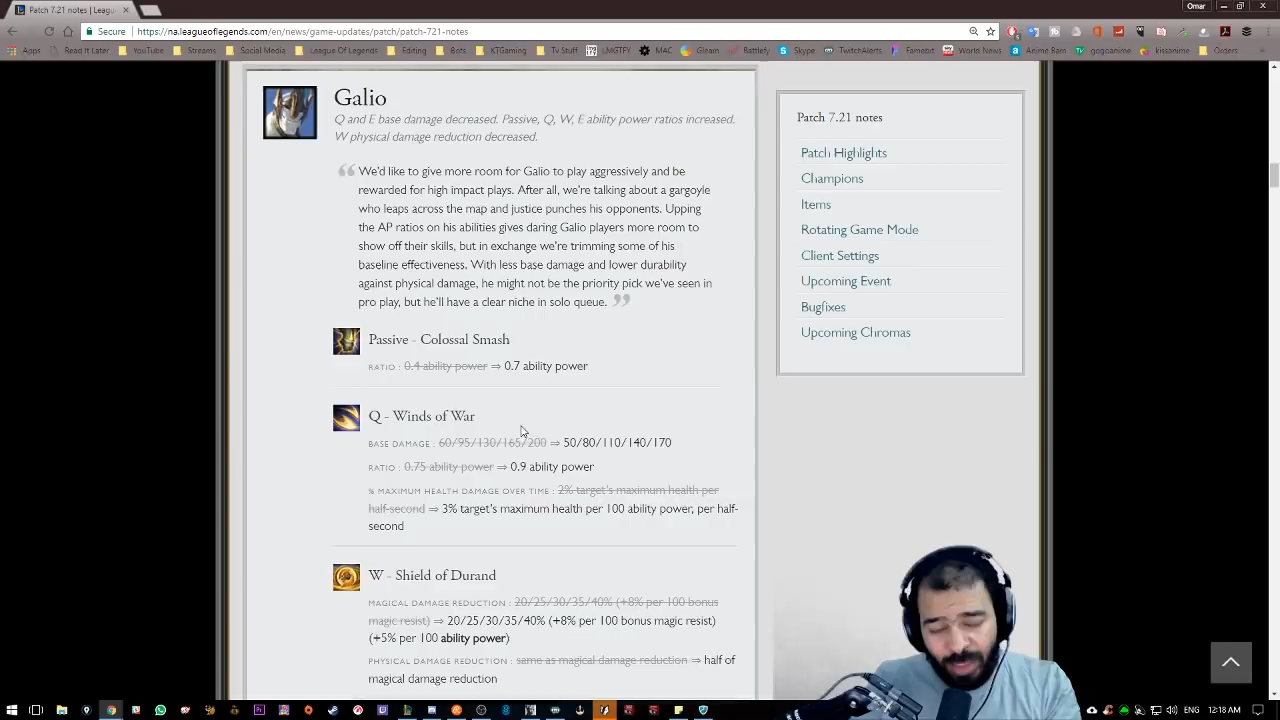 Patch 7.21 notes | Leagu
Omar
Secure
https://na.leagueoflegends.com/en/news/game-updates/patch/patch-721-notes
Apps Read It Later YouTube Streams Social Media League Of Legends Editing Bots KTGaming Tv Stuff LMGTFY MAC Gleam Battlefy Skype TwitchAlerts Famebit World News Anime Bam gogoanime kissanime Orders
Galio
Q and E base damage decreased. Passive, Q, W, E ability power ratios increased.
W physical damage reduction decreased.
We'd like to give more room for Galio to play aggressively and be
rewarded for high impact plays. After all, we're talking about a gargoyle
who leaps across the map and justice punches his opponents. Upping
the AP ratios on his abilities gives daring Galio players more room to
show off their skills, but in exchange we're trimming some of his
baseline effectiveness. With less base damage and lower durability
against physical damage, he might not be the priority pick we've seen in
pro play, but he'll have a clear niche in solo queue.
Passive - Colossal Smash
RATIO : 0.4 ability power ⇒ 0.7 ability power
Q - Winds of War
BASE DAMAGE : 60/95/130/165/200 ⇒ 50/80/110/140/170
RATIO : 0.75 ability power ⇒ 0.9 ability power
% MAXIMUM HEALTH DAMAGE OVER TIME : 2% target's maximum health per
half-second ⇒ 3% target's maximum health per 100 ability power, per half-
second
W - Shield of Durand
MAGICAL DAMAGE REDUCTION : 20/25/30/35/40% (+8% per 100 bonus
magic resist) ⇒ 20/25/30/35/40% (+8% per 100 bonus magic resist)
(+5% per 100 ability power)
PHYSICAL DAMAGE REDUCTION : same as magical damage reduction ⇒ half of
magical damage reduction
Patch 7.21 notes
Patch Highlights
Champions
Items
Rotating Game Mode
Client Settings
Upcoming Event
Bugfixes
Upcoming Chromas
ENG 12:18 AM